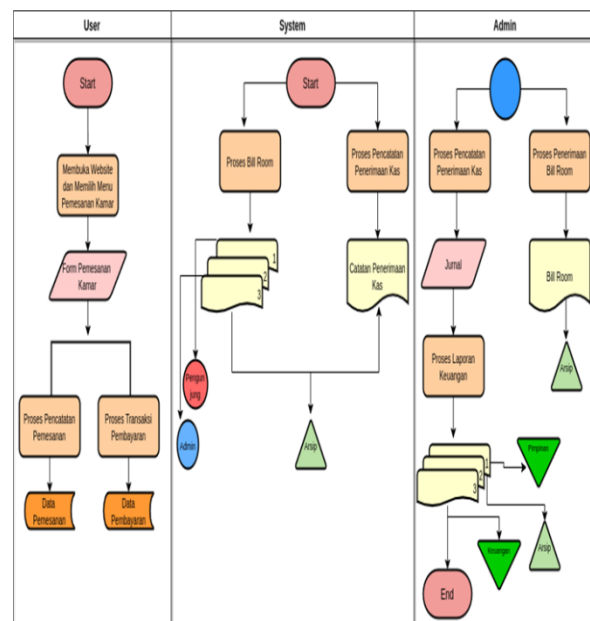 User
System
Admin
Start
Membuka Website
dan Memilih Menu
Pemesanan Kamar
Form Pemesanan
Kamar
Proses Pencatatan
Pemesanan
Proses Transaksi
Pembayaran
Data
Pemesanan
Data
Pembayaran
Start
Proses Bill Room
Proses Pencatatan
Penerimaan Kas
1
2
3
Catatan Penerimaan
Kas
Pengun
jung
Admin
Arsip
Proses Pencatatan
Penerimaan Kas
Proses Penerimaan
Bill Room
Jurnal
Bill Room
Proses Laporan
Keuangan
Arsip
1
2
3
Pimpinan
Keuangan
Arsip
End